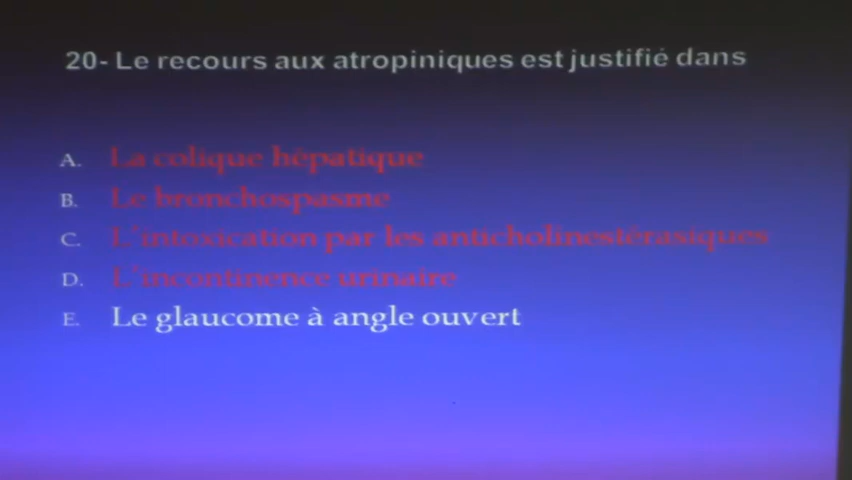 20- Le recours aux atropiniques est justifié dans
A. La colique hépatique
B. Le bronchospasme
C. L'intoxication par les anticholinestérasiques
D. L'incontinence urinaire
E. Le glaucome à angle ouvert